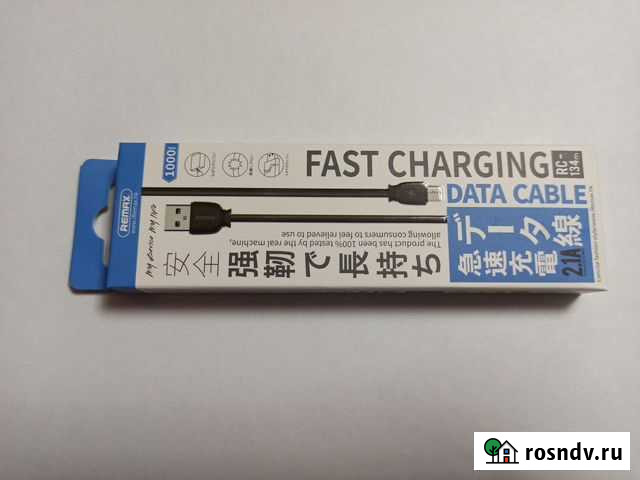 REMAX
1000
FAST CHARGING
RC-
134m
DATA CABLE
データ線
急速充電
2.1A
The product has been 100% tested by the real machine,
allowing consumers to feel relieved to use
安全
強靭で長持ち
rosndv.ru